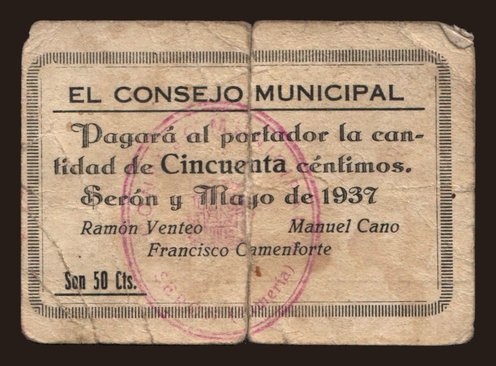 EL CONSEJO MUNICIPAL
Pagará al portador la can-
tidad de Cincuenta céntimos.
Serón y Mayo de 1937
Ramón Venteo Manuel Cano
Francisco Camenforte
Son 50 Cts.